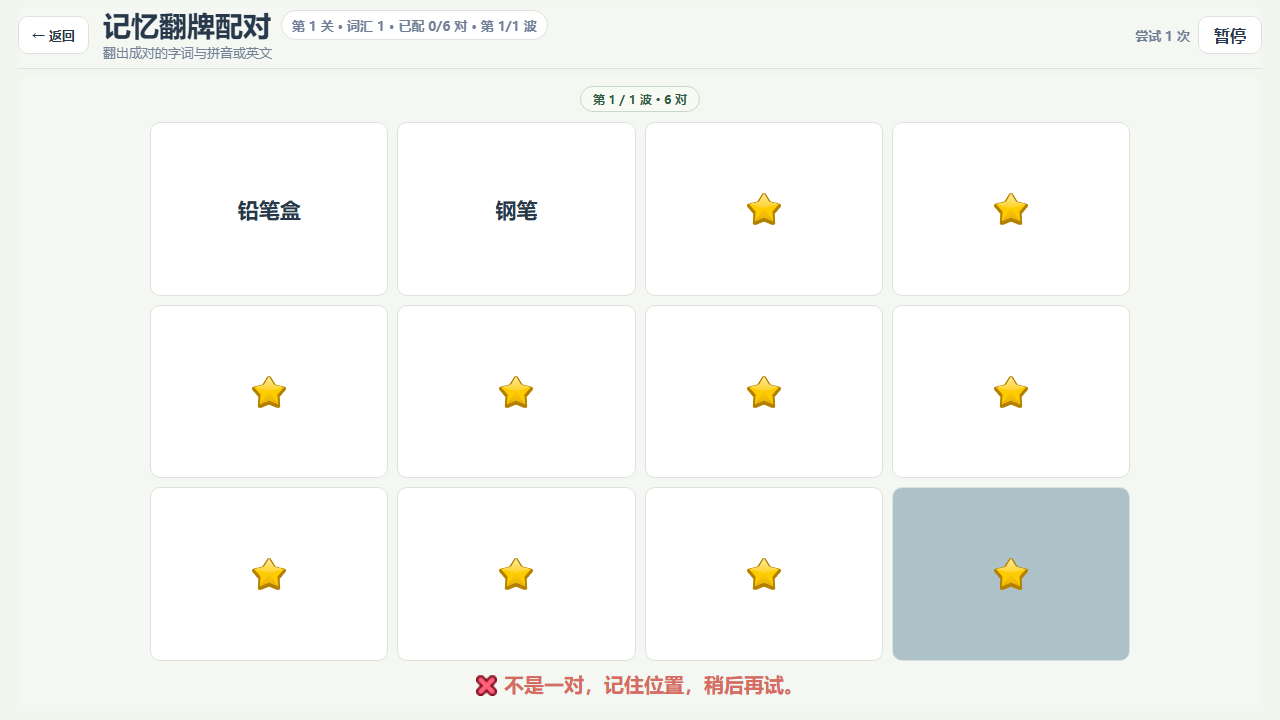 ← 返回
记忆翻牌配对
第 1 关 • 词汇 1 • 已配 0/6 对 • 第 1/1 波
翻出成对的字词与拼音或英文
尝试 1 次
暂停
第 1 / 1 波 • 6 对
铅笔盒
钢笔
不是一对，记住位置，稍后再试。